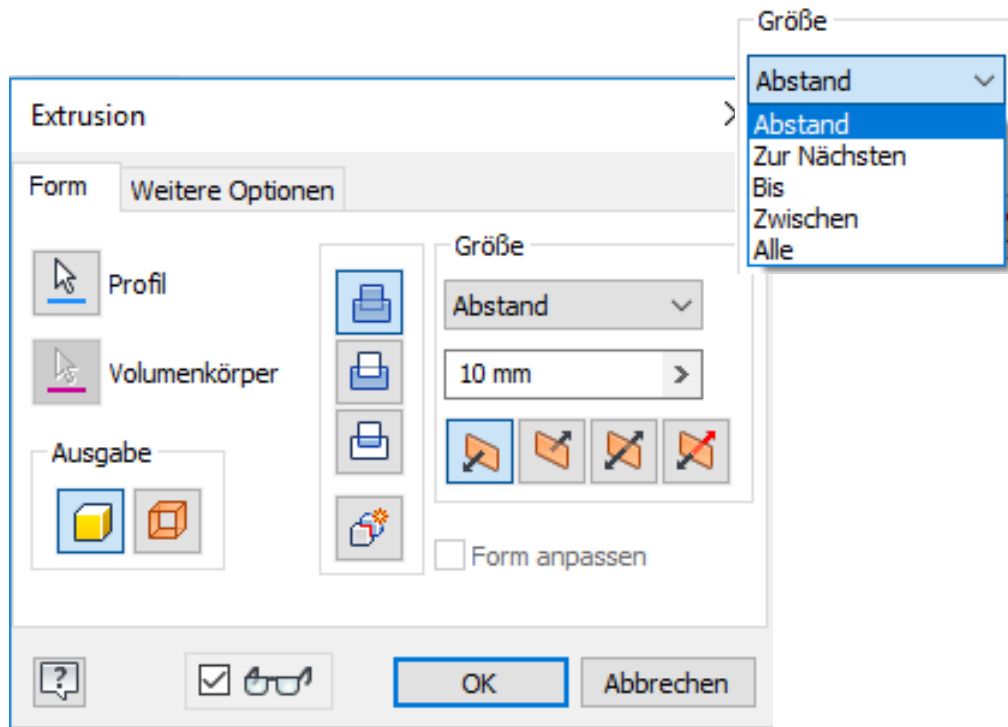 Größe
Abstand
Abstand
Zur Nächsten
Bis
Zwischen
Alle
Extrusion
Form
Weitere Optionen
Profil
Volumenkörper
Ausgabe
Größe
Abstand
10 mm
Form anpassen
?
OK
Abbrechen